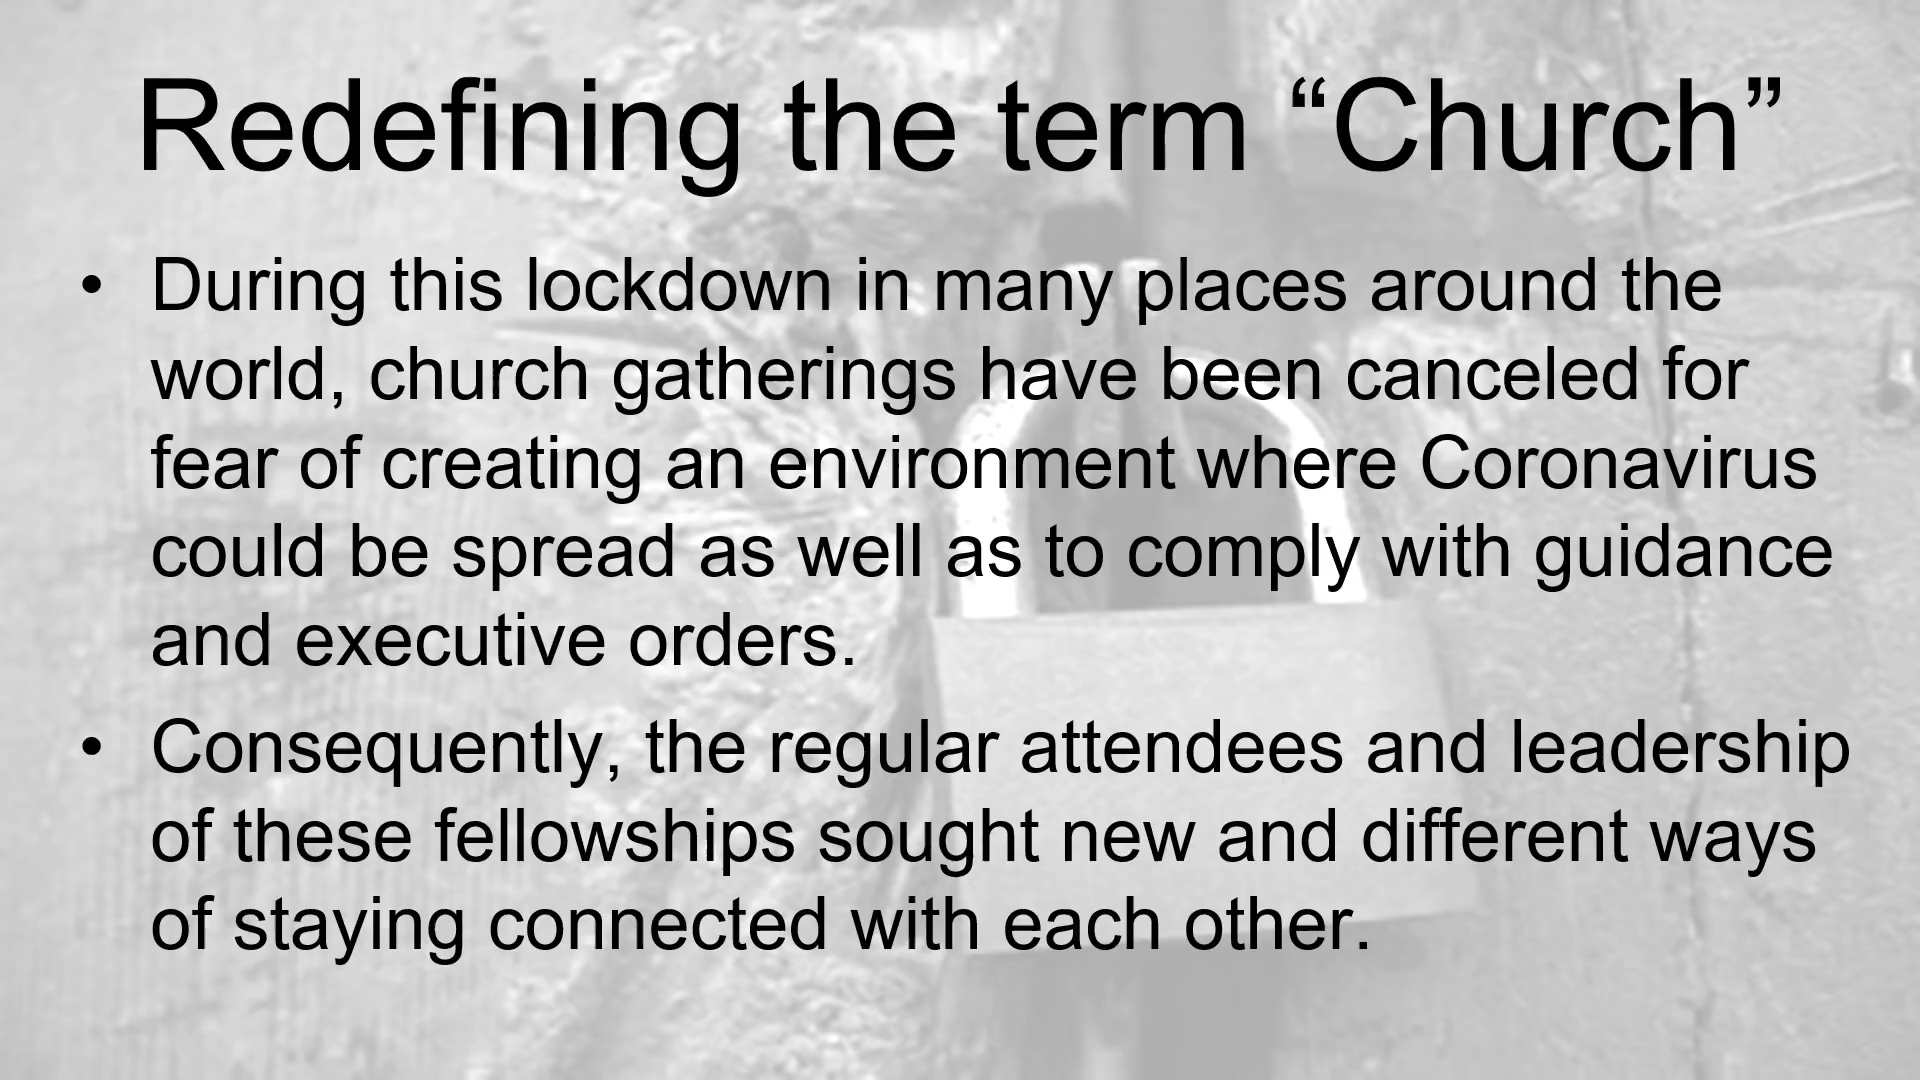 Redefining the term “Church”
• During this lockdown in many places around the
world, church gatherings have been canceled for
fear of creating an environment where Coronavirus
could be spread as well as to comply with guidance
and executive orders.
• Consequently, the regular attendees and leadership
of these fellowships sought new and different ways
of staying connected with each other.